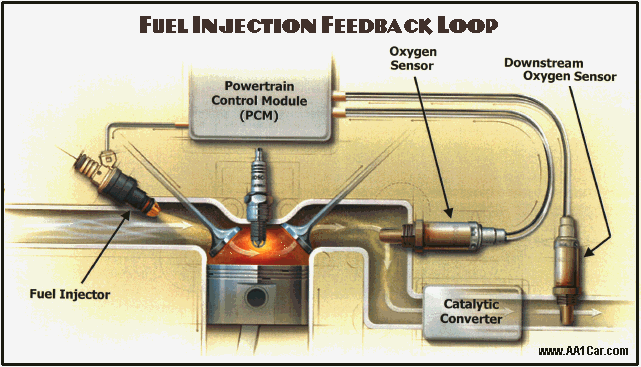 FUEL INJECTION FEEDBACK LOOP
Oxygen
Sensor
Downstream
Oxygen Sensor
Powertrain
Control Module
(PCM)
Fuel Injector
Catalytic
Converter
www.AA1Car.com